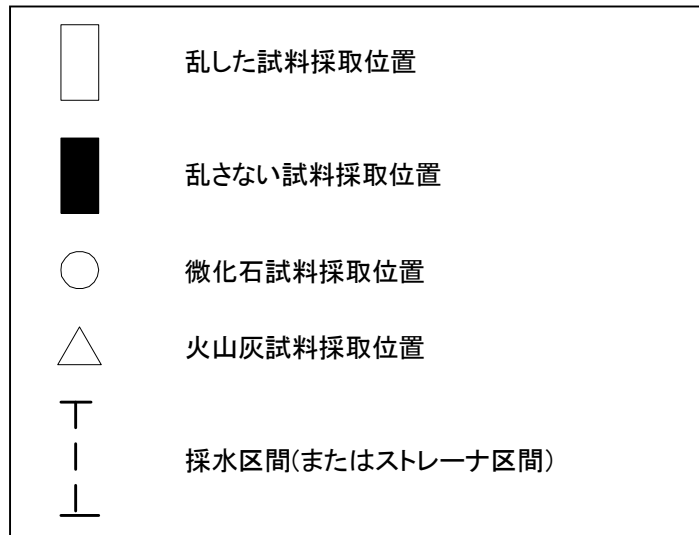 乱した試料採取位置
乱さない試料採取位置
微化石試料採取位置
火山灰試料採取位置
採水区間(またはストレーナ区間)